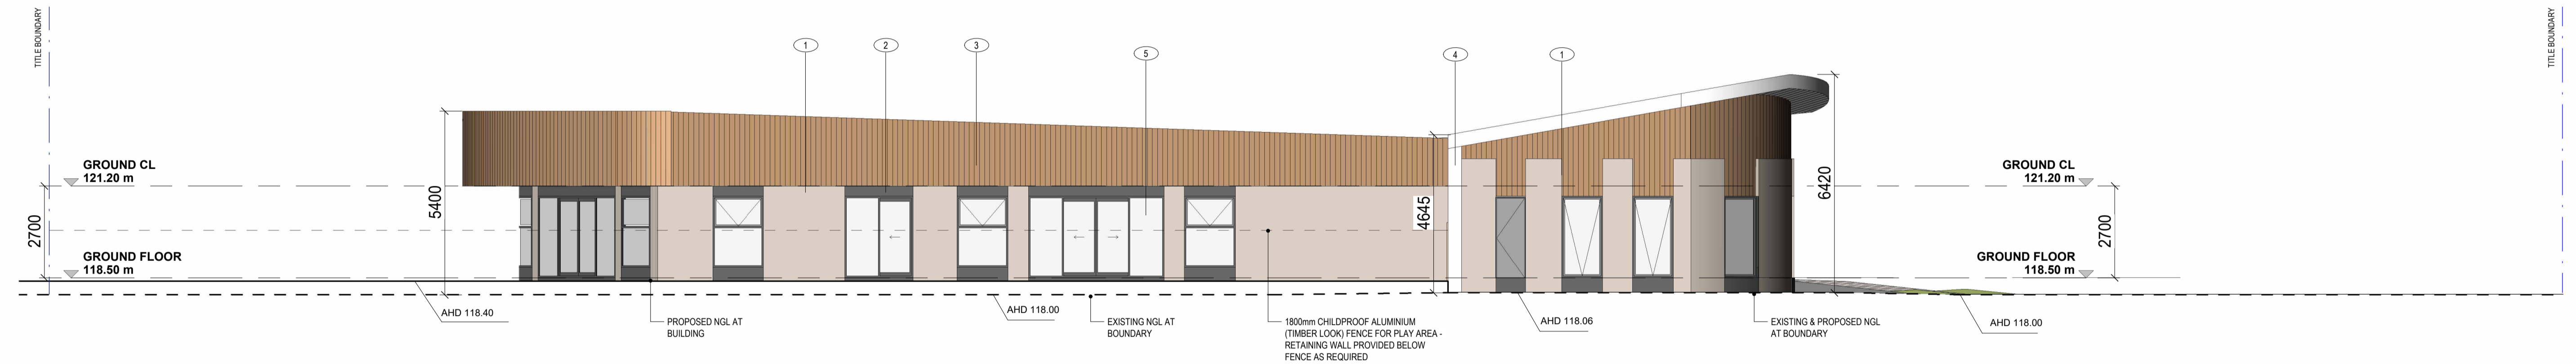 TITLE BOUNDARY
TITLE BOUNDARY
1
2
3
5
4
1
GROUND CL
121.20 m
GROUND CL
121.20 m
2700
5400
4645
6420
2700
GROUND FLOOR
118.50 m
GROUND FLOOR
118.50 m
AHD 118.40
PROPOSED NGL AT
BUILDING
AHD 118.00
EXISTING NGL AT
BOUNDARY
1800mm CHILDPROOF ALUMINIUM
(TIMBER LOOK) FENCE FOR PLAY AREA -
RETAINING WALL PROVIDED BELOW
FENCE AS REQUIRED
AHD 118.06
EXISTING & PROPOSED NGL
AT BOUNDARY
AHD 118.00